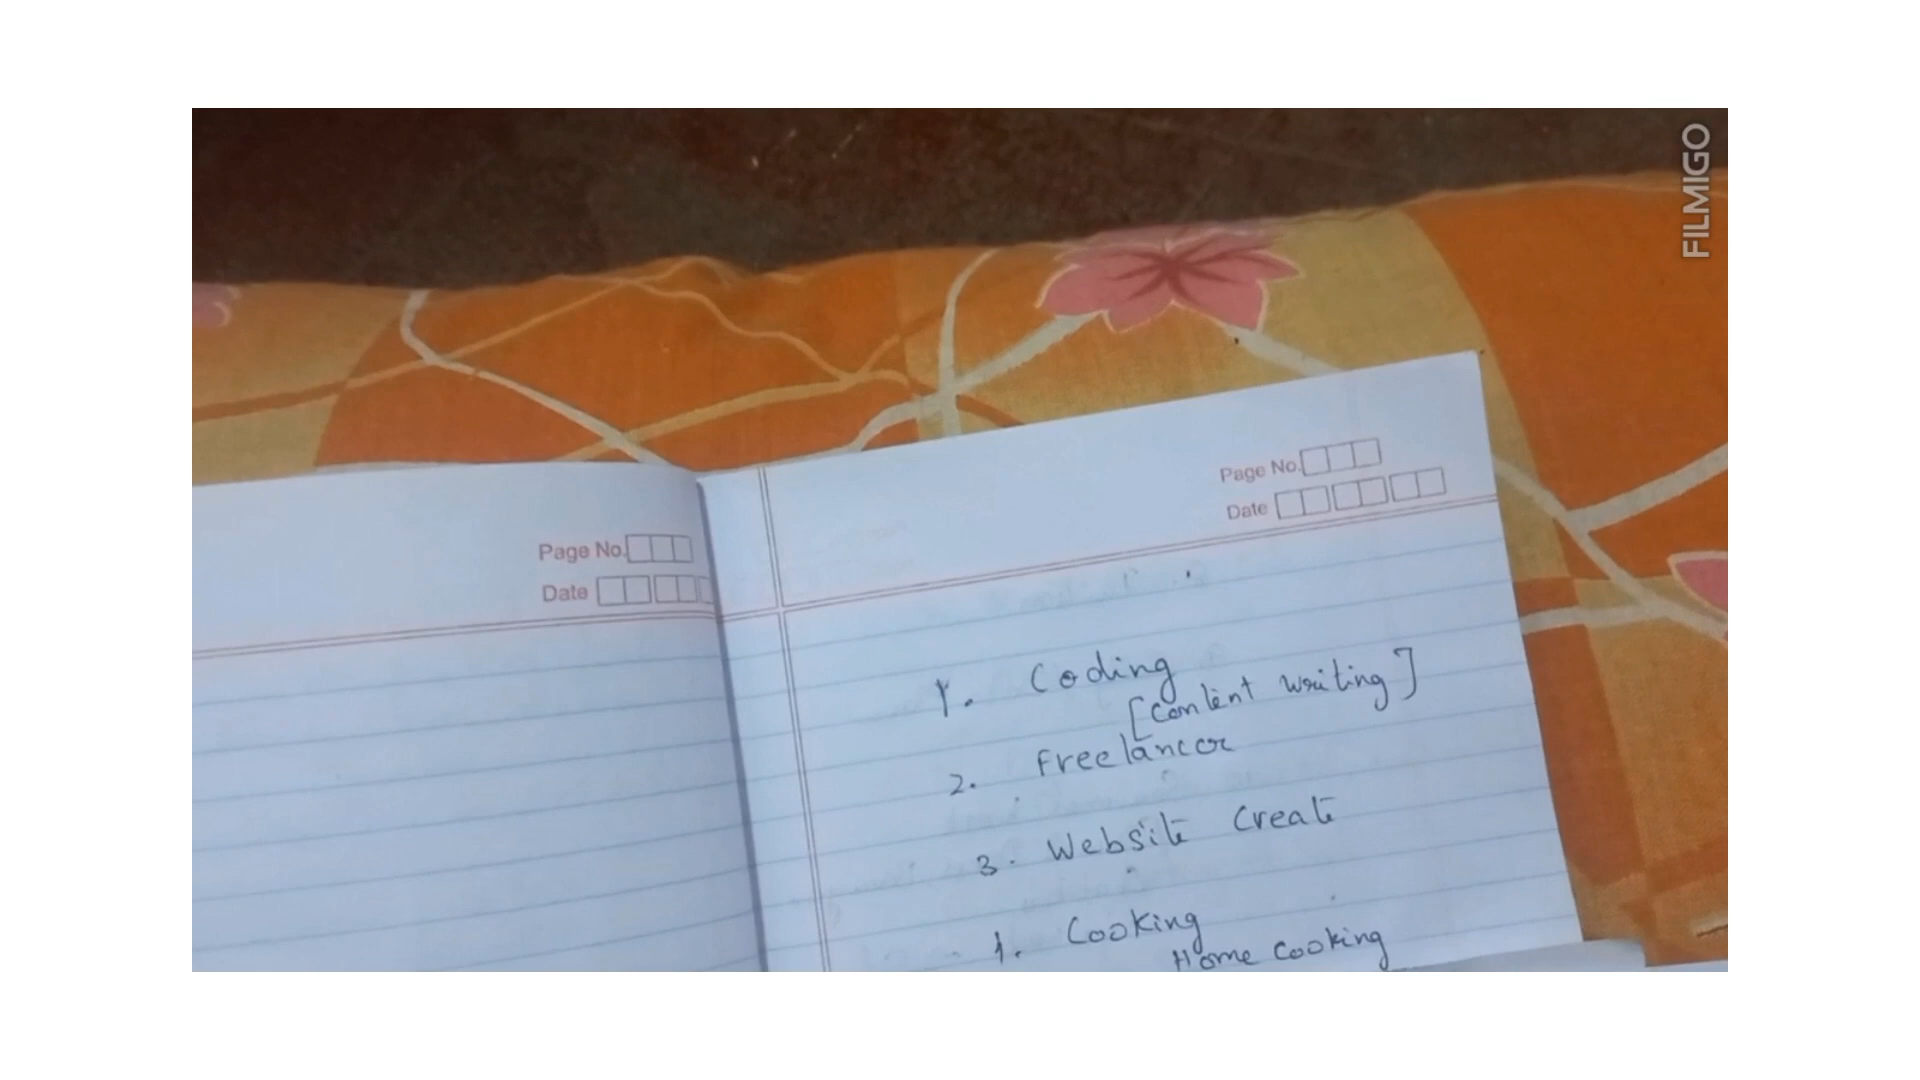 FILMIGO
Page No.
Date
Page No.
Date
1. Coding
[Content writing]
2. Freelancer
3. Website Create
1. Cooking
Home cooking